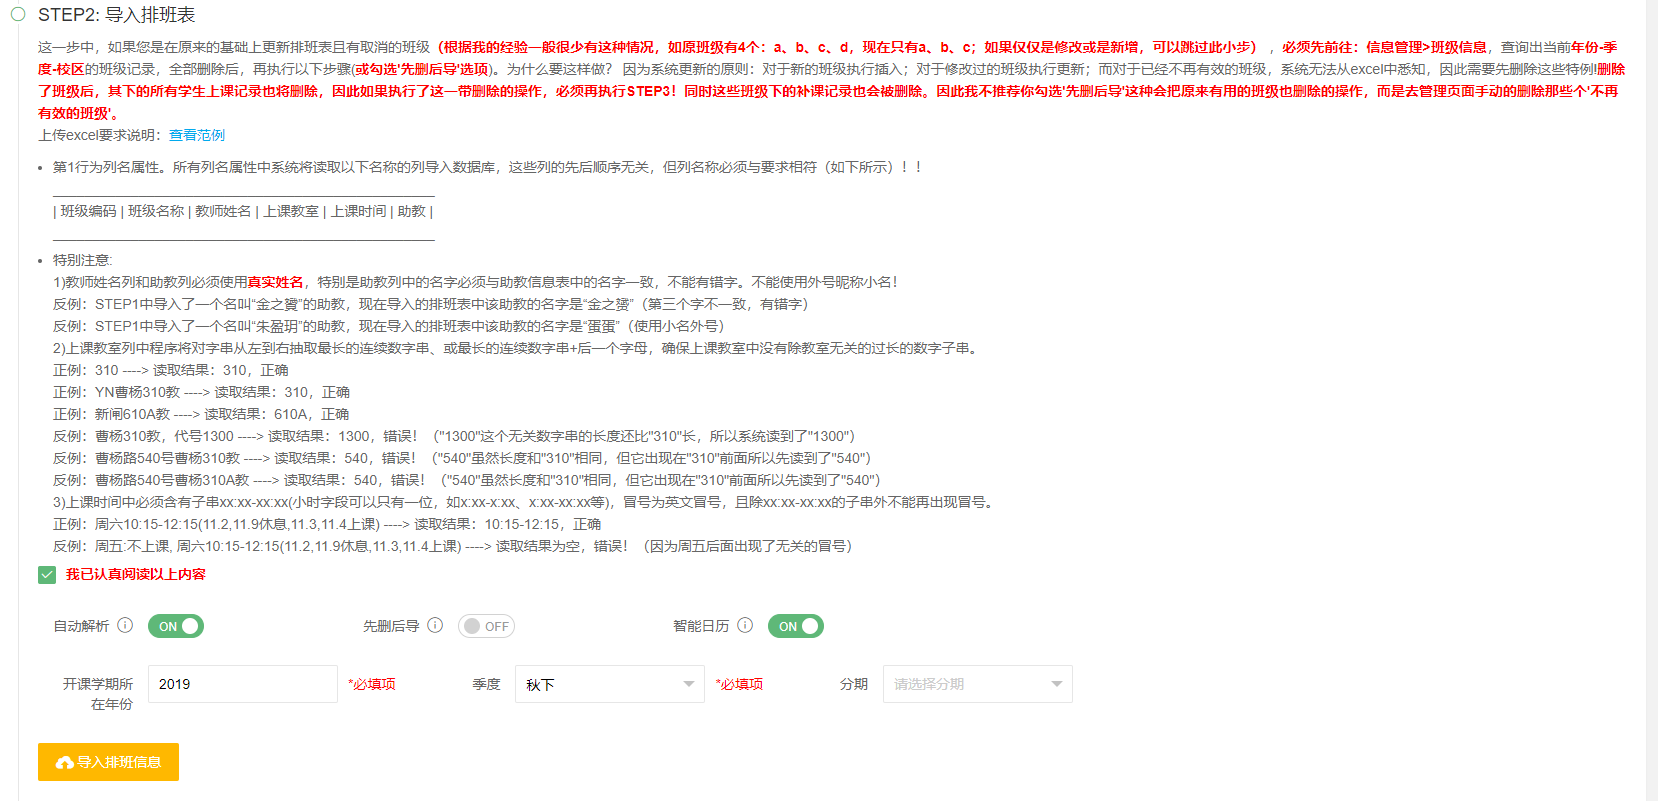 STEP2: 导入排班表
这一步中，如果您是在原来的基础上更新排班表且有取消的班级（根据我的经验一般很少有这种情况，如原班级有4个：a、b、c、d，现在只有a、b、c；如果仅仅是修改或是新增，可以跳过此小步），必须先前往：信息管理>班级信息，查询出当前年份-季
度-校区的班级记录，全部删除后，再执行以下步骤(或勾选'先删后导'选项)。为什么要这样做？ 因为系统更新的原则：对于新的班级执行插入；对于修改过的班级执行更新；而对于已经不再有效的班级，系统无法从excel中悉知，因此需要先删除这些特例!删除
了班级后，其下的所有学生上课记录也将删除，因此如果执行了这一带删除的操作，必须再执行STEP3！同时这些班级下的补课记录也会被删除。因此我不推荐你勾选'先删后导'这种会把原来有用的班级也删除的操作，而是去管理页面手动的删除那些个'不再
有效的班级'。
上传excel要求说明：查看范例
• 第1行为列名属性。所有列名属性中系统将读取以下名称的列导入数据库，这些列的先后顺序无关，但列名称必须与要求相符（如下所示）！！
| 班级编码 | 班级名称 | 教师姓名 | 上课教室 | 上课时间 | 助教 |
• 特别注意:
1)教师姓名列和助教列必须使用真实姓名，特别是助教列中的名字必须与助教信息表中的名字一致，不能有错字。不能使用外号昵称小名！
反例：STEP1中导入了一个名叫“金之赟”的助教，现在导入的排班表中该助教的名字是“金之赟”（第三个字不一致，有错字）
反例：STEP1中导入了一个名叫“朱盈玥”的助教，现在导入的排班表中该助教的名字是“蛋蛋”（使用小名外号）
2)上课教室列中程序将对字串从左到右抽取最长的连续数字串、或最长的连续数字串+后一个字母，确保上课教室中没有除教室无关的过长的数字子串。
正例：310 ----> 读取结果：310，正确
正例：YN曹杨310教 ----> 读取结果：310，正确
正例：新闸610A教 ----> 读取结果：610A，正确
反例：曹杨310教，代号1300 ----> 读取结果：1300，错误！（"1300"这个无关数字串的长度还比"310"长，所以系统读到了"1300"）
反例：曹杨路540号曹杨310教 ----> 读取结果：540，错误！（"540"虽然长度和"310"相同，但它出现在"310"前面所以先读到了"540"）
反例：曹杨路540号曹杨310A教 ----> 读取结果：540，错误！（"540"虽然长度和"310"相同，但它出现在"310"前面所以先读到了"540"）
3)上课时间中必须含有子串xx:xx-xx:xx(小时字段可以只有一位，如x:xx-x:xx、x:xx-xx:xx等)，冒号为英文冒号，且除xx:xx-xx:xx的子串外不能再出现冒号。
正例：周六10:15-12:15(11.2,11.9休息,11.3,11.4上课) ----> 读取结果：10:15-12:15，正确
反例：周五:不上课, 周六10:15-12:15(11.2,11.9休息,11.3,11.4上课) ----> 读取结果为空，错误！（因为周五后面出现了无关的冒号）
我已认真阅读以上内容
自动解析 ON 先删后导 OFF 智能日历 ON
开课学期所在年份 2019 *必填项 季度 秋下 *必填项 分期 请选择分期
导入排班信息